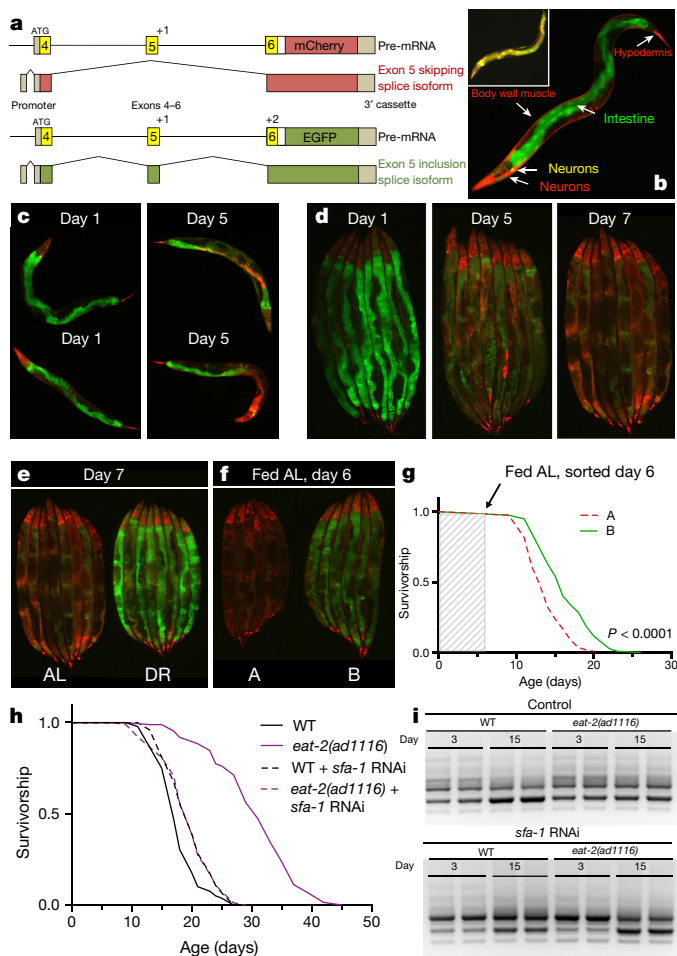 a
ATG
+1
4
5
6
mCherry
Pre-mRNA
Exon 5 skipping
splice isoform
Promoter
Exons 4–6
3′ cassette
ATG
+1
+2
4
5
6
EGFP
Pre-mRNA
Exon 5 inclusion
splice isoform
Hypodermis
Body wall muscle
Intestine
Neurons
Neurons
b
c
Day 1
Day 5
Day 1
Day 5
d
Day 1
Day 5
Day 7
e
Day 7
AL
DR
f
Fed AL, day 6
A
B
g
Fed AL, sorted day 6
1.0
0.5
0.0
Survivorship
A
B
P < 0.0001
0
10
20
30
Age (days)
h
1.0
0.5
0.0
Survivorship
WT
eat-2(ad1116)
WT + sfa-1 RNAi
eat-2(ad1116) +
sfa-1 RNAi
0
10
20
30
40
50
Age (days)
i
Control
WT
eat-2(ad1116)
Day
3
15
3
15
sfa-1 RNAi
WT
eat-2(ad1116)
Day
3
15
3
15